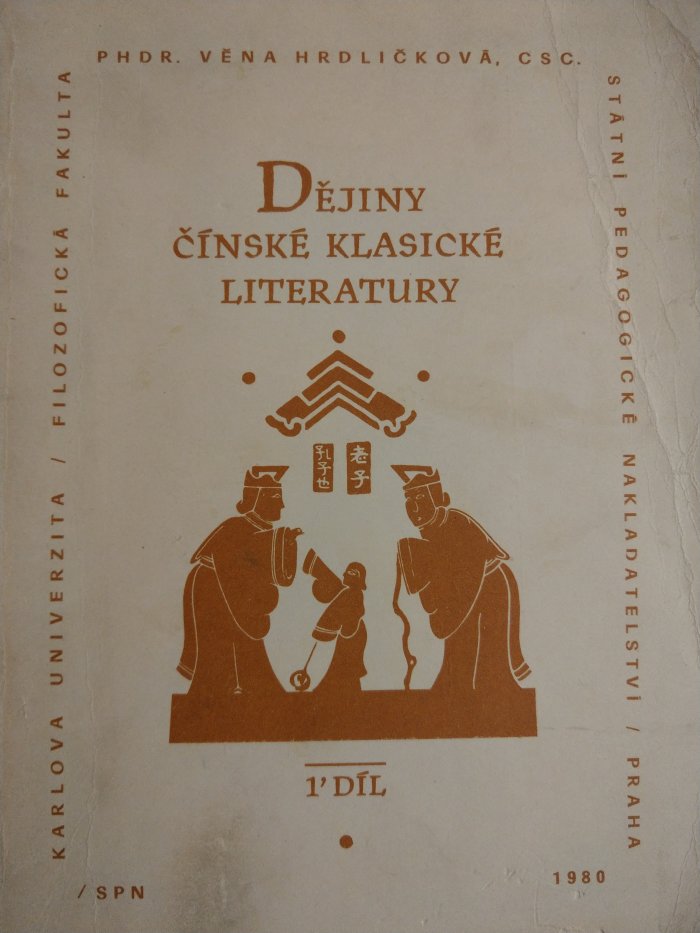 PHDR. VĚNA HRDLIČKOVÁ, CSC.
KARLOVA UNIVERZITA / FILOZOFICKÁ FAKULTA
STÁTNÍ PEDAGOGICKÉ NAKLADATELSTVÍ / PRAHA
DĚJINY
ČÍNSKÉ KLASICKÉ
LITERATURY
孔子也
老子
1' DÍL
/ SPN
1980